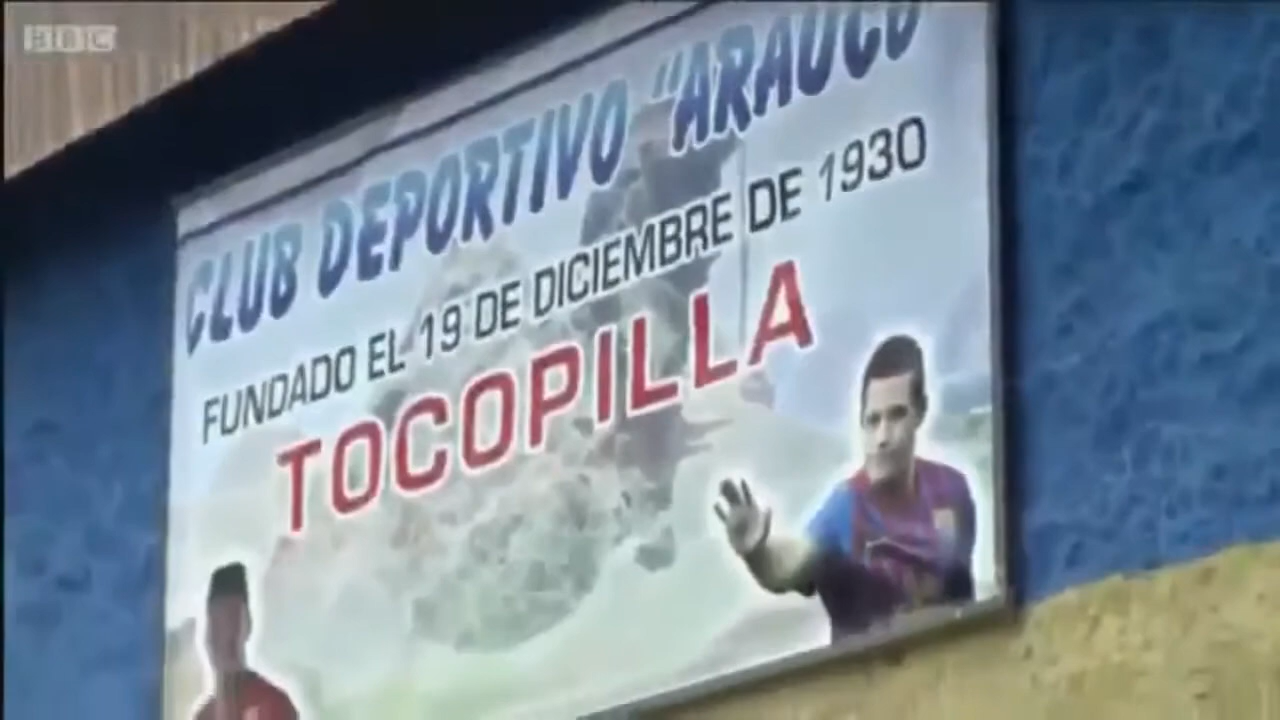 BBC
CLUB DEPORTIVO "ARAUCO
FUNDADO EL 19 DE DICIEMBRE DE 1930
TOCOPILLA